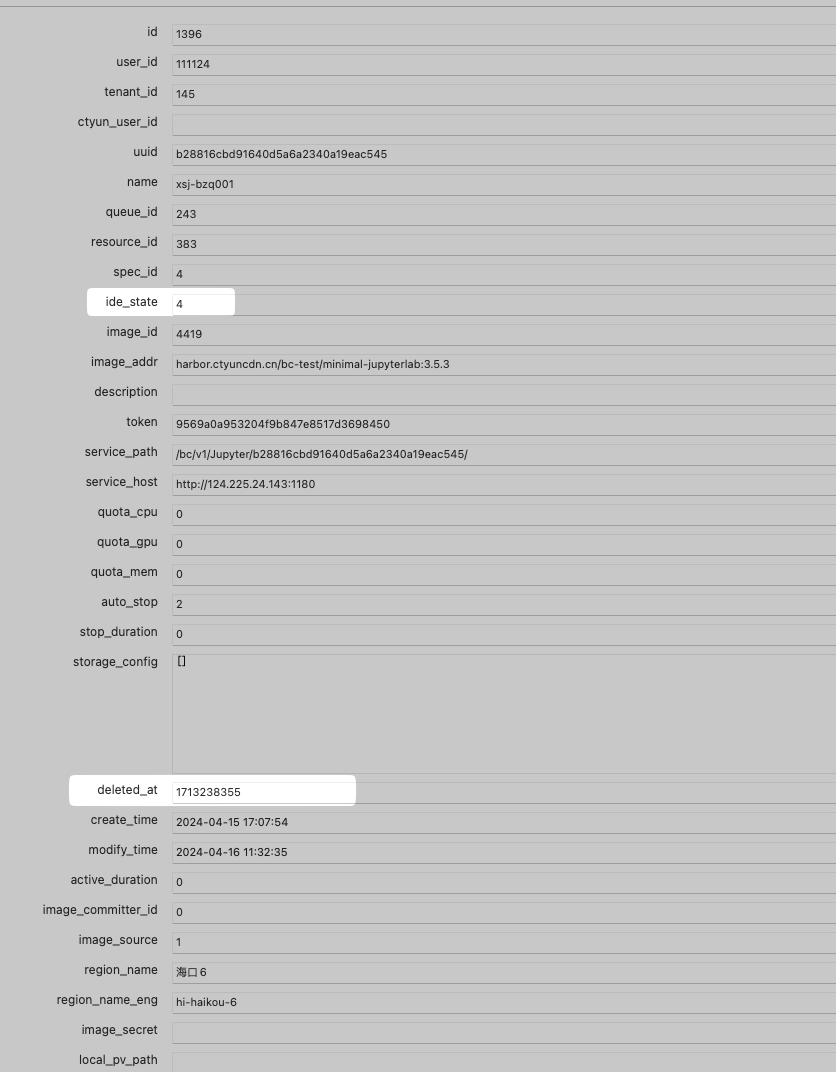 id 1396
user_id 111124
tenant_id 145
ctyun_user_id
uuid b28816cbd91640d5a6a2340a19eac545
name xsj-bzq001
queue_id 243
resource_id 383
spec_id 4
ide_state 4
image_id 4419
image_addr harbor.ctyuncdn.cn/bc-test/minimal-jupyterlab:3.5.3
description
token 9569a0a953204f9b847e8517d3698450
service_path /bc/v1/Jupyter/b28816cbd91640d5a6a2340a19eac545/
service_host http://124.225.24.143:1180
quota_cpu 0
quota_gpu 0
quota_mem 0
auto_stop 2
stop_duration 0
storage_config []
deleted_at 1713238355
create_time 2024-04-15 17:07:54
modify_time 2024-04-16 11:32:35
active_duration 0
image_committer_id 0
image_source 1
region_name 海口6
region_name_eng hi-haikou-6
image_secret
local_pv_path